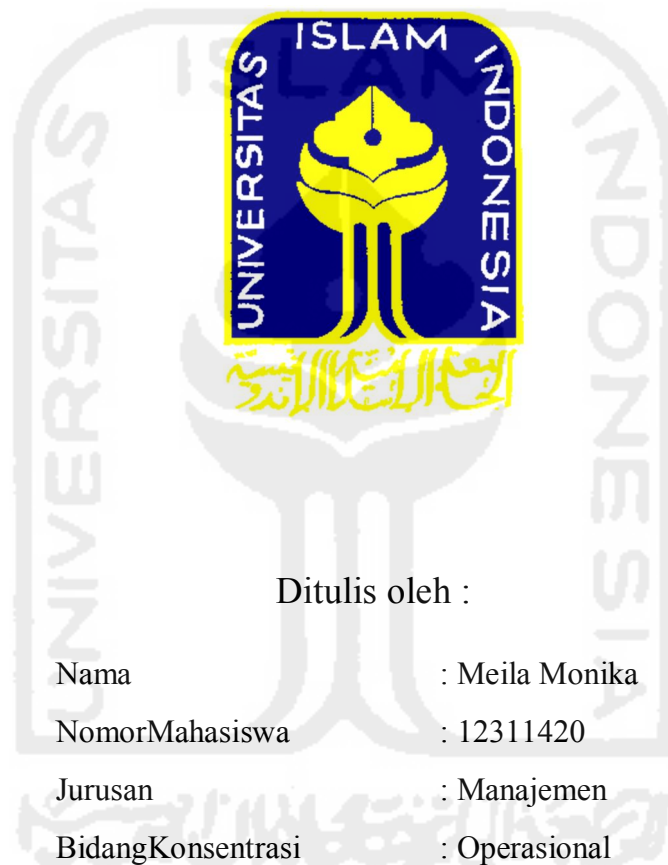 ISLAM
UNIVERSITAS
INDONESIA
Ditulis oleh :
Nama : Meila Monika
NomorMahasiswa : 12311420
Jurusan : Manajemen
BidangKonsentrasi : Operasional